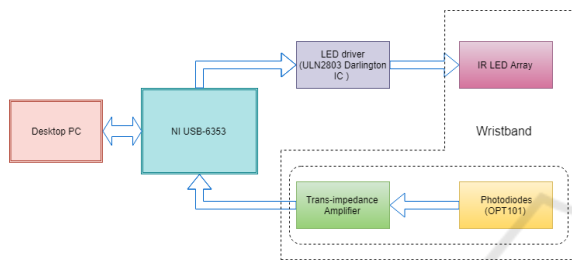 LED driver
(ULN2803 Darlington
IC )
IR LED Array
Desktop PC
NI USB-6353
Wristband
Trans-impedance
Amplifier
Photodiodes
(OPT101)